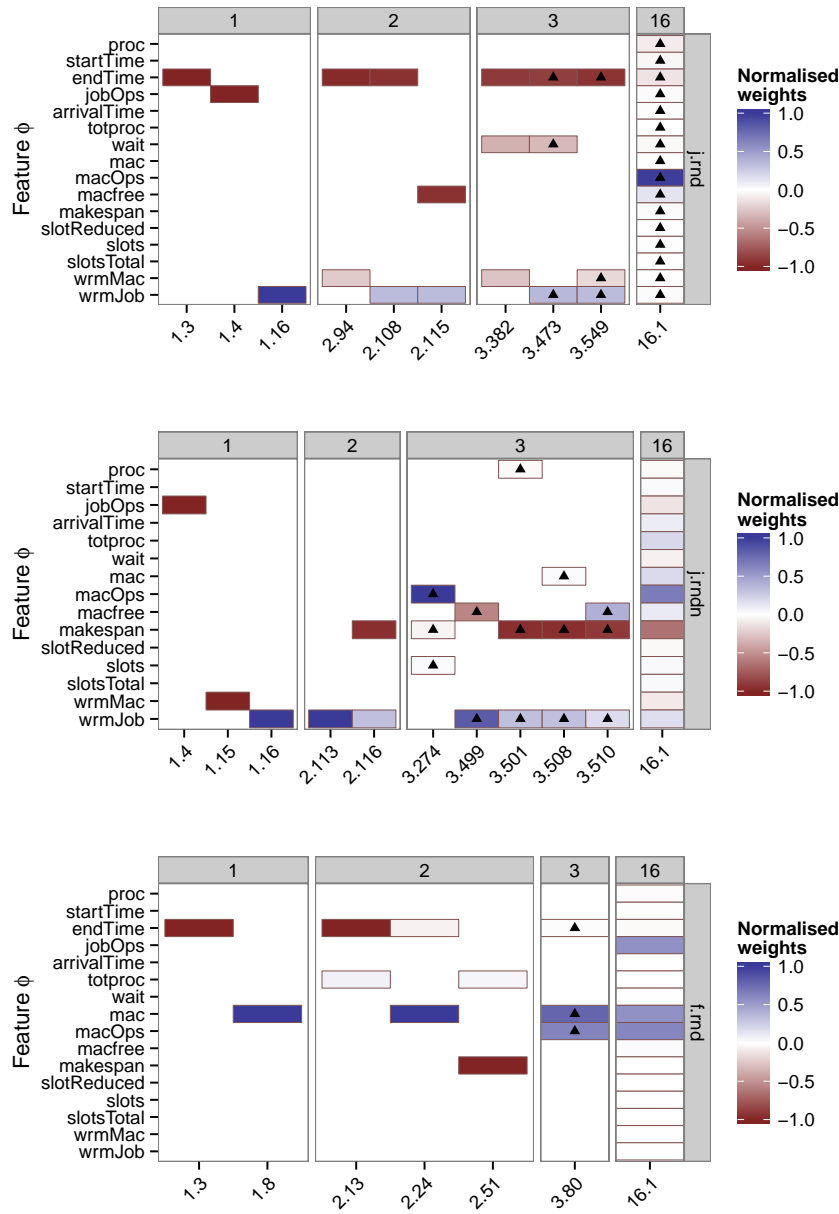 1
2
3
16
proc
startTime
endTime
jobOps
arrivalTime
totproc
wait
mac
macOps
macfree
makespan
slotReduced
slots
slotsTotal
wrmMac
wrmJob
Feature ϕ
j.rnd
1.3
1.4
1.16
2.94
2.108
2.115
3.382
3.473
3.549
16.1
Normalised
weights
1.0
0.5
0.0
−0.5
−1.0
1
2
3
16
proc
startTime
jobOps
arrivalTime
totproc
wait
mac
macOps
macfree
makespan
slotReduced
slots
slotsTotal
wrmMac
wrmJob
Feature ϕ
j.rndn
1.4
1.15
1.16
2.113
2.116
3.274
3.499
3.501
3.508
3.510
16.1
Normalised
weights
1.0
0.5
0.0
−0.5
−1.0
1
2
3
16
proc
startTime
endTime
jobOps
arrivalTime
totproc
wait
mac
macOps
macfree
makespan
slotReduced
slots
slotsTotal
wrmMac
wrmJob
Feature ϕ
f.rnd
1.3
1.8
2.13
2.24
2.51
3.80
16.1
Normalised
weights
1.0
0.5
0.0
−0.5
−1.0